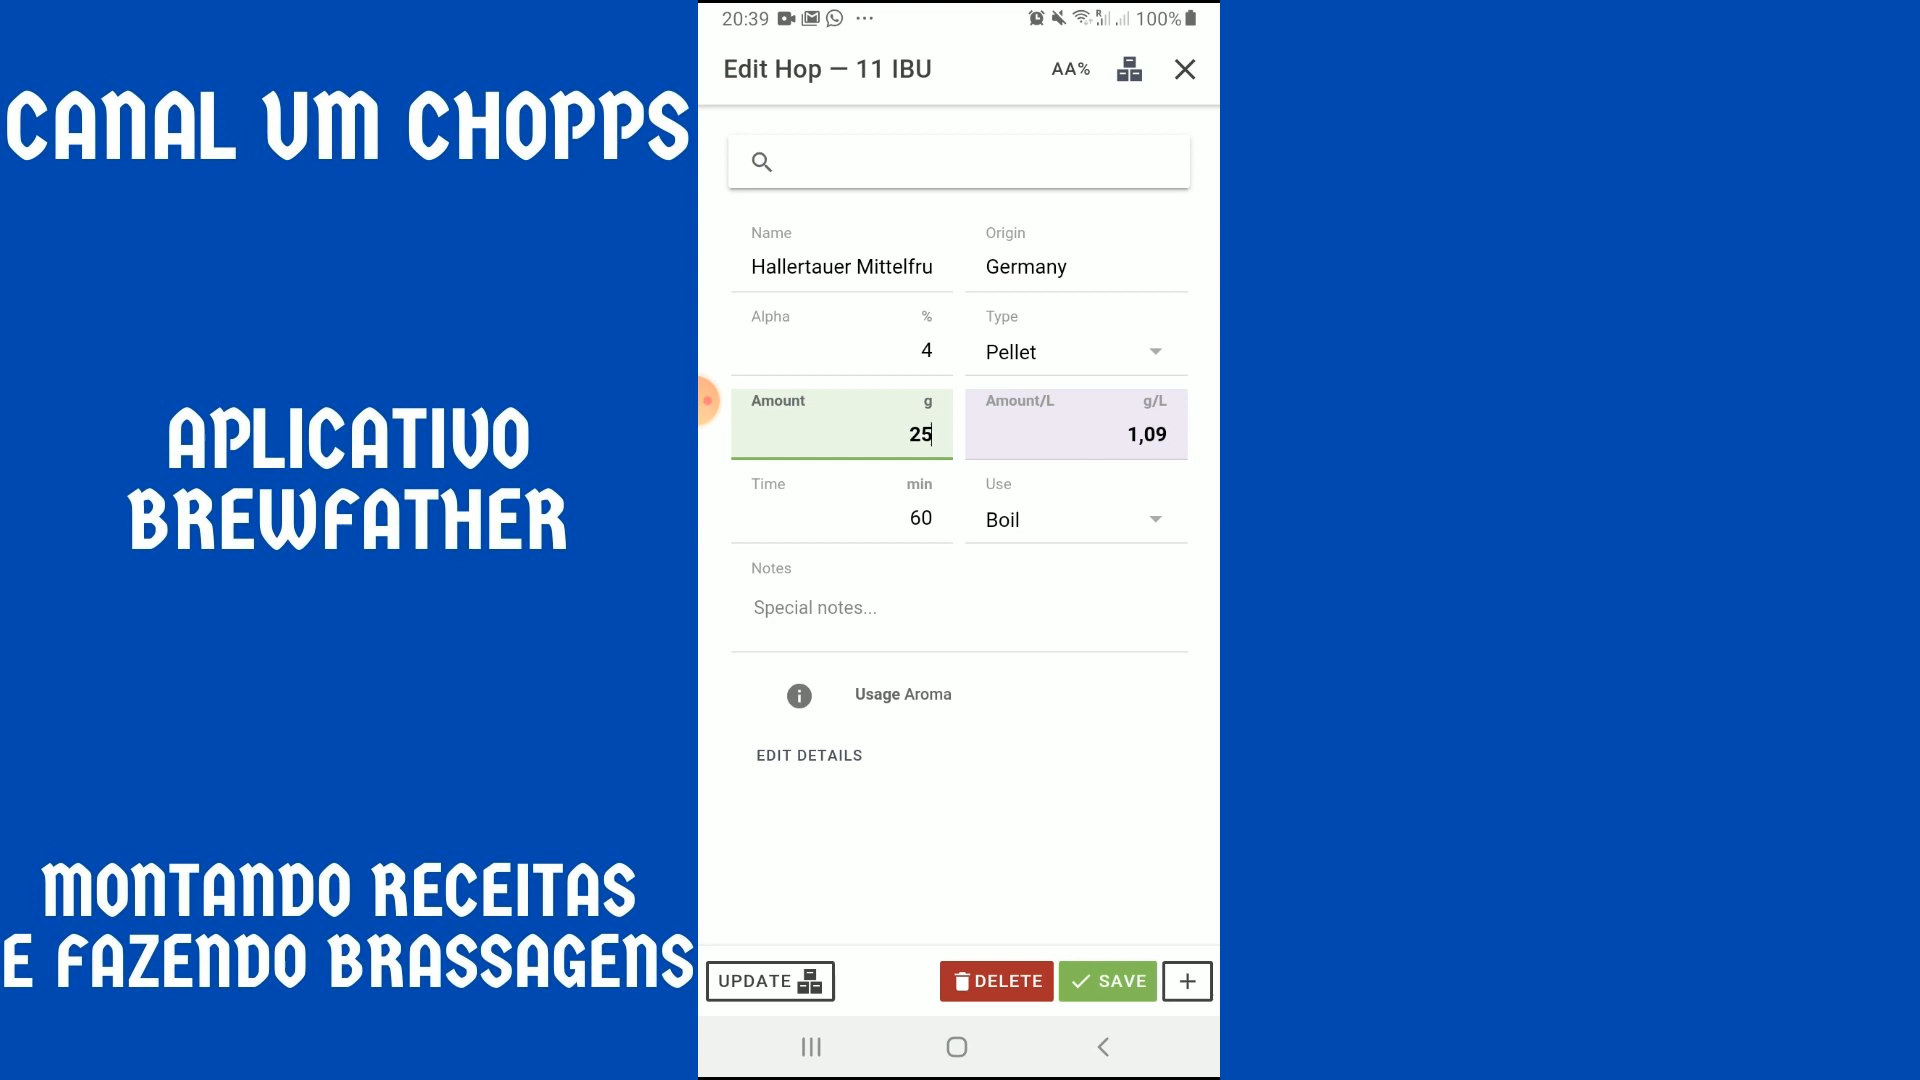 CANAL UM CHOPPS
APLICATIVO
BREWFATHER
MONTANDO RECEITAS
E FAZENDO BRASSAGENS
20:39
100%
Edit Hop — 11 IBU
AA%
Name
Origin
Hallertauer Mittelfru
Germany
Alpha %
Type
4
Pellet
Amount g
Amount/L g/L
25
1,09
Time min
Use
60
Boil
Notes
Special notes...
Usage Aroma
EDIT DETAILS
UPDATE
DELETE
SAVE